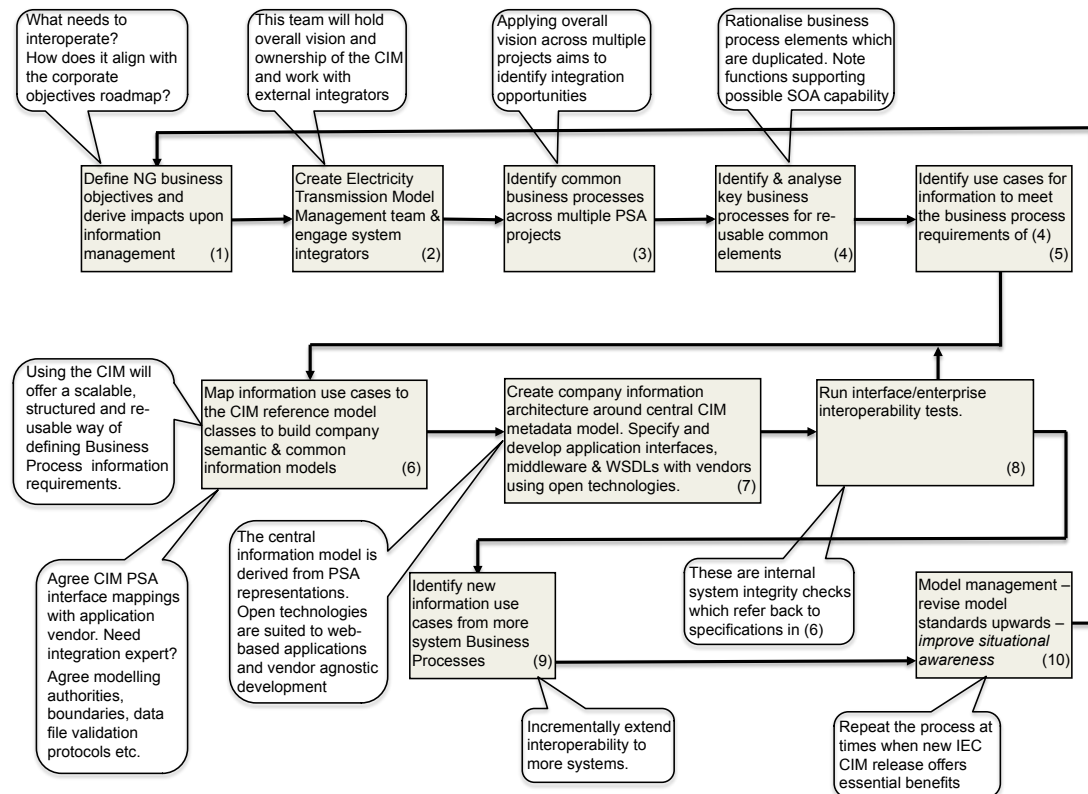 What needs to
interoperate?
How does it align with
the corporate
objectives roadmap?
This team will hold
overall vision and
ownership of the CIM
and work with
external integrators
Applying overall
vision across multiple
projects aims to
identify integration
opportunities
Rationalise business
process elements which
are duplicated. Note
functions supporting
possible SOA capability
Define NG business
objectives and
derive impacts upon
information
management (1)
Create Electricity
Transmission Model
Management team &
engage system
integrators (2)
Identify common
business processes
across multiple PSA
projects
(3)
Identify & analyse
key business
processes for re-
usable common
elements (4)
Identify use cases for
information to meet
the business process
requirements of (4)
(5)
Using the CIM will
offer a scalable,
structured and re-
usable way of
defining Business
Process information
requirements.
Map information use cases to
the CIM reference model
classes to build company
semantic & common
information models (6)
Create company information
architecture around central CIM
metadata model. Specify and
develop application interfaces,
middleware & WSDLs with vendors
using open technologies. (7)
Run interface/enterprise
interoperability tests.
(8)
Agree CIM PSA
interface mappings
with application
vendor. Need
integration expert?
Agree modelling
authorities,
boundaries, data
file validation
protocols etc.
The central
information model is
derived from PSA
representations.
Open technologies
are suited to web-
based applications
and vendor agnostic
development
Identify new
information use
cases from more
system Business
Processes (9)
These are internal
system integrity checks
which refer back to
specifications in (6)
Model management –
revise model
standards upwards –
improve situational
awareness (10)
Incrementally extend
interoperability to
more systems.
Repeat the process at
times when new IEC
CIM release offers
essential benefits